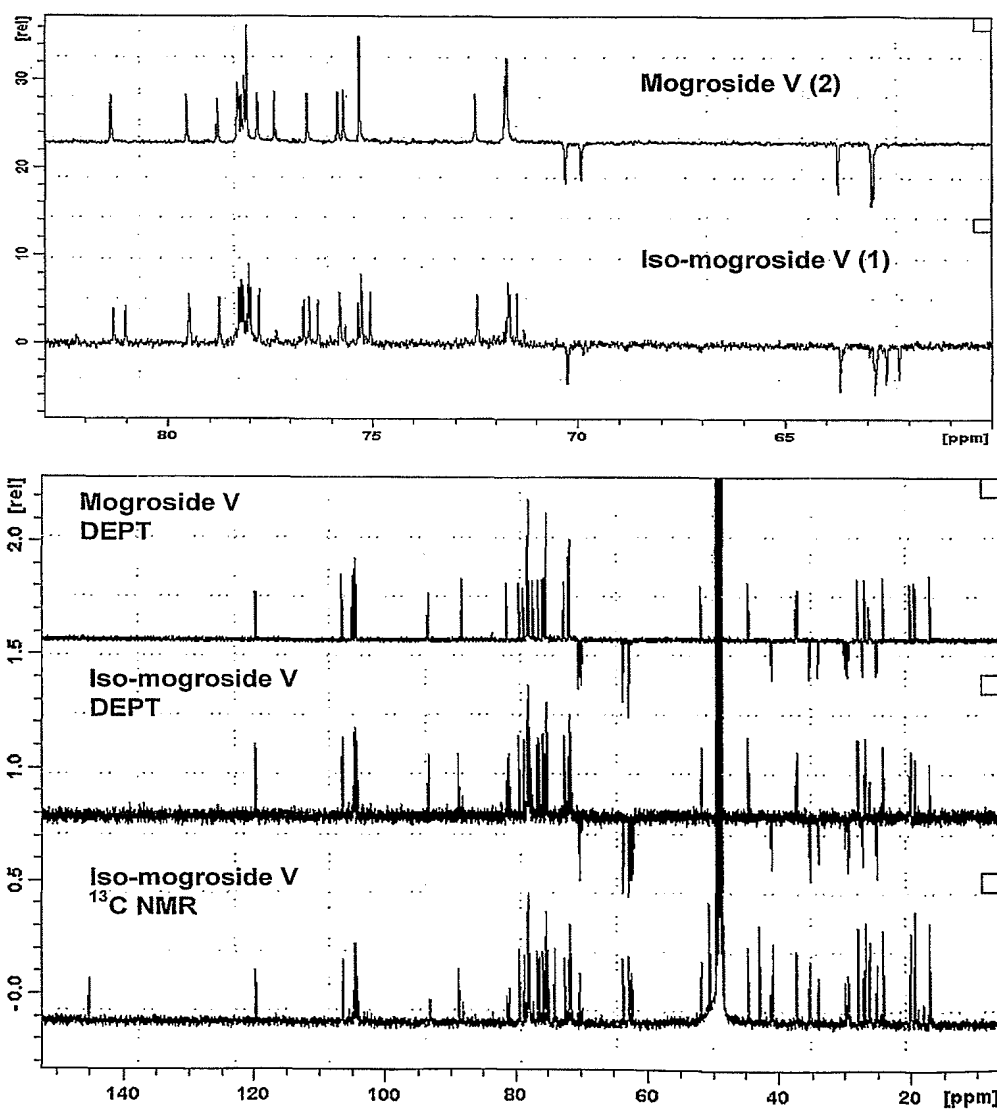 [rel]
30
20
10
0
Mogroside V (2)
Iso-mogroside V (1)
80
75
70
65
[ppm]
[rel]
2.0
1.5
1.0
0.5
-0.0
Mogroside V
DEPT
Iso-mogroside V
DEPT
Iso-mogroside V
13C NMR
140
120
100
80
60
40
20
[ppm]